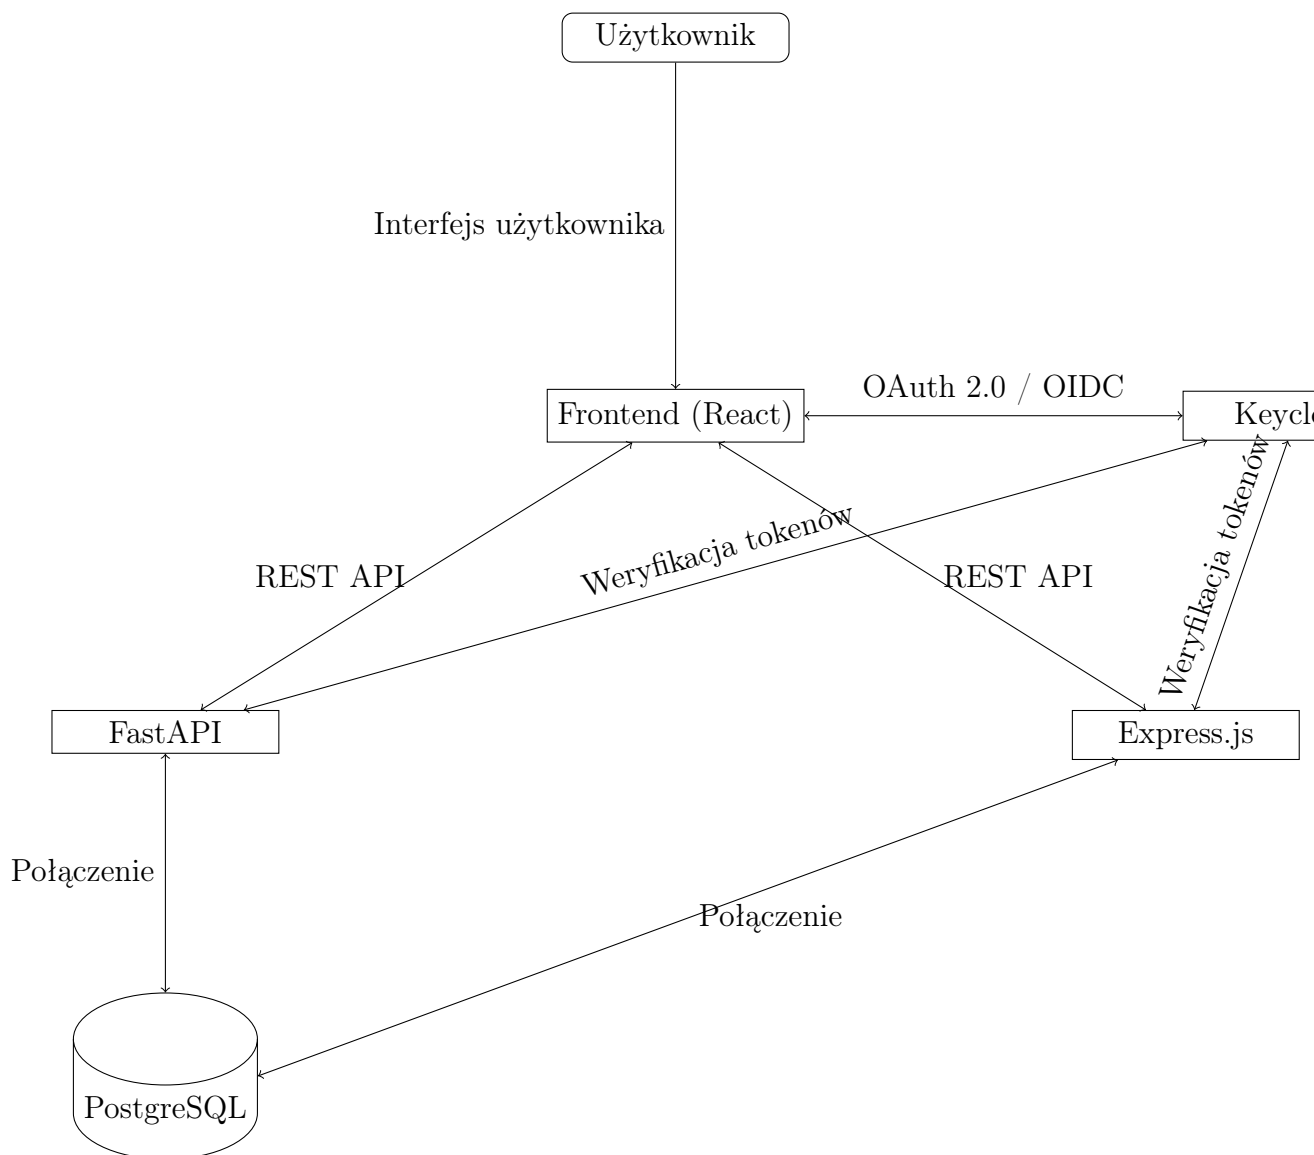 Użytkownik
Interfejs użytkownika
OAuth 2.0 / OIDC
Frontend (React)
Keyclo
Weryfikacja tokenów
Weryfikacja tokenów
REST API
REST API
FastAPI
Express.js
Połączenie
Połączenie
PostgreSQL